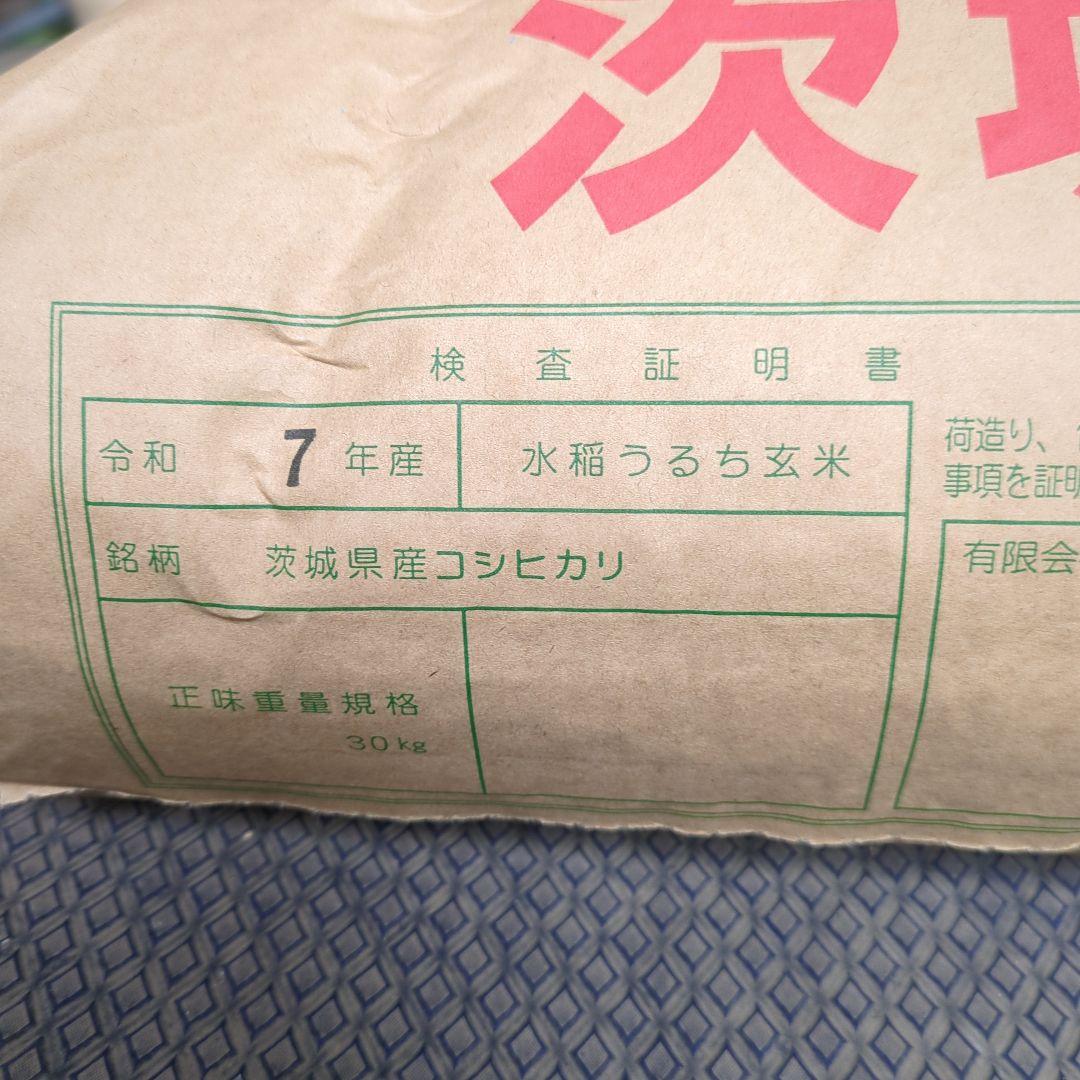 茨
検査証明書
令和 7 年産 水稲うるち玄米
銘柄 茨城県産コシヒカリ
正味重量規格
30kg
荷造り、
事項を証明
有限会